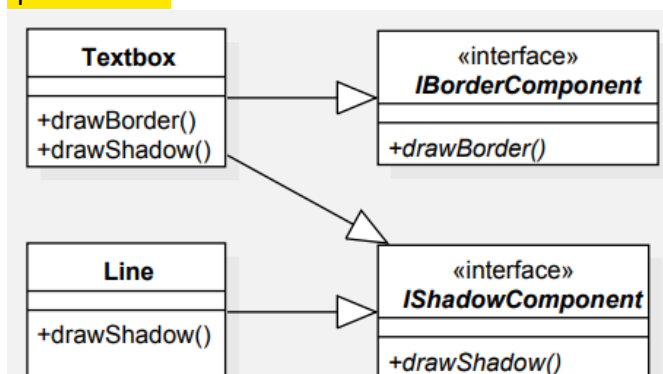 Textbox
+drawBorder()
+drawShadow()
«interface»
IBorderComponent
+drawBorder()
Line
+drawShadow()
«interface»
IShadowComponent
+drawShadow()